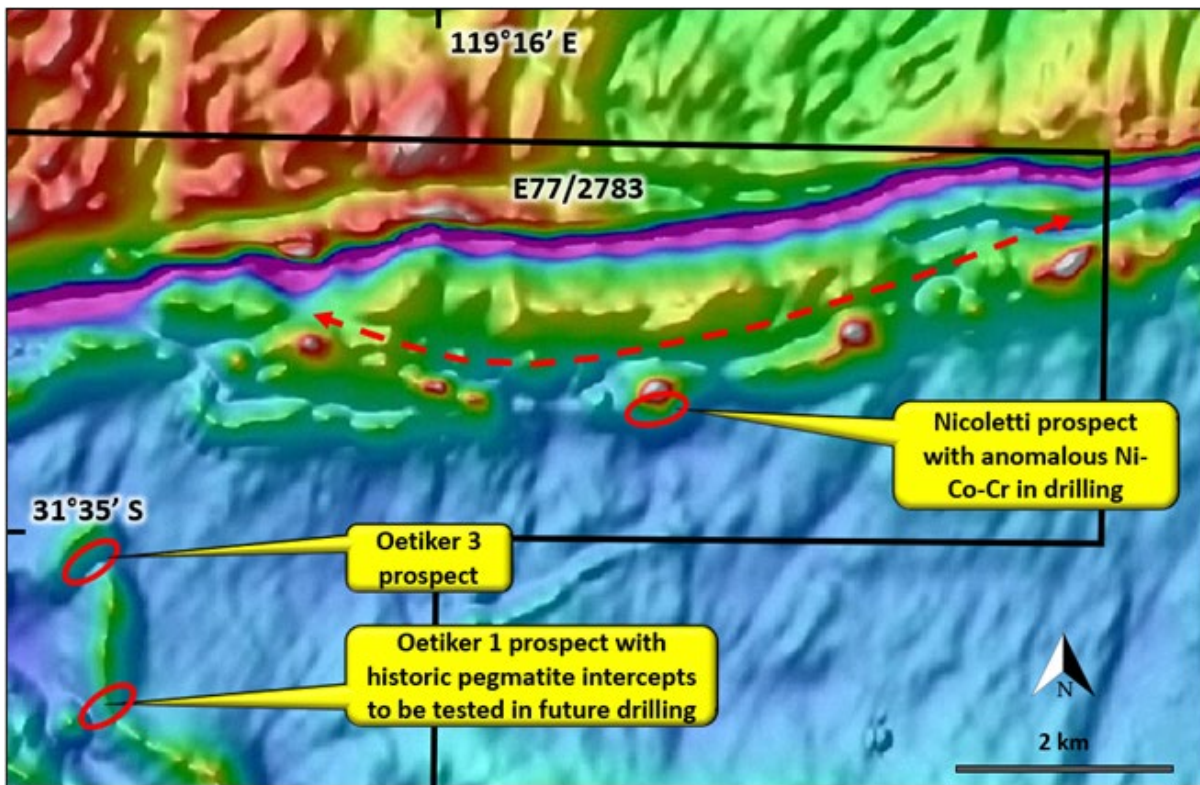 119°16’ E
E77/2783
Nicoletti prospect
with anomalous Ni-
Co-Cr in drilling
31°35’ S
Oetiker 3
prospect
Oetiker 1 prospect with
historic pegmatite intercepts
to be tested in future drilling
N
2 km